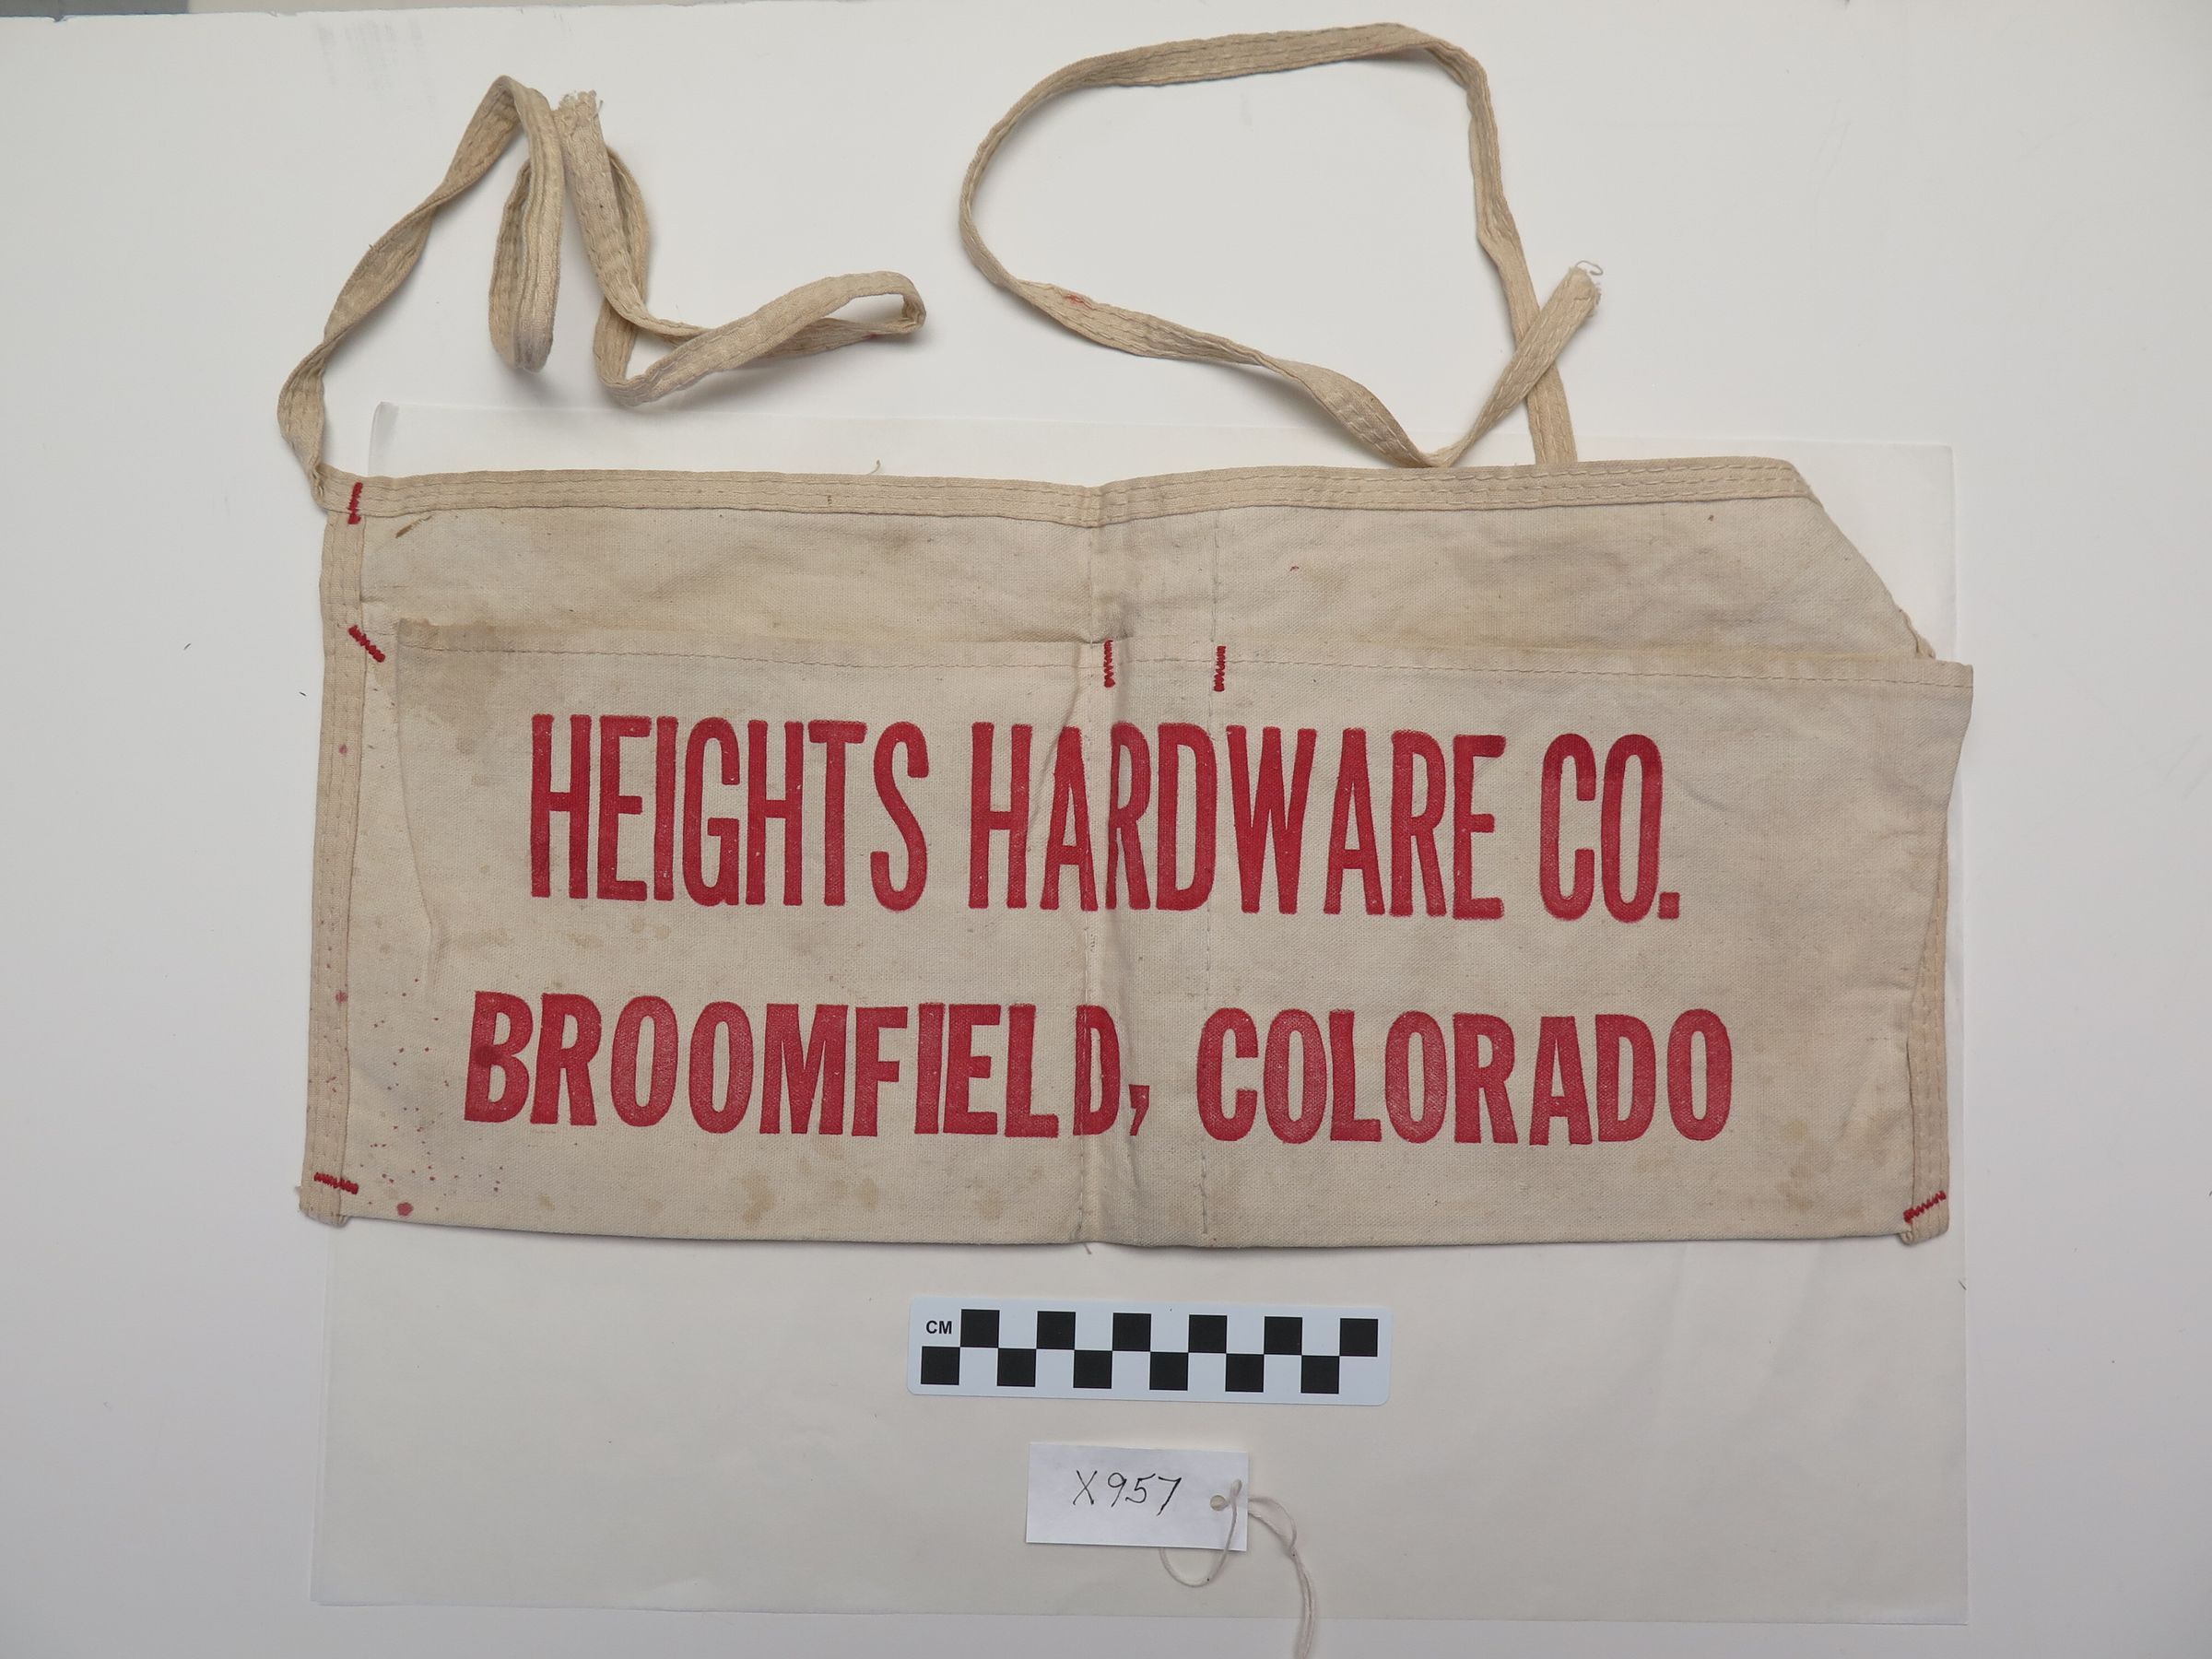 HEIGHTS HARDWARE CO.
BROOMFIELD, COLORADO
CM
X957